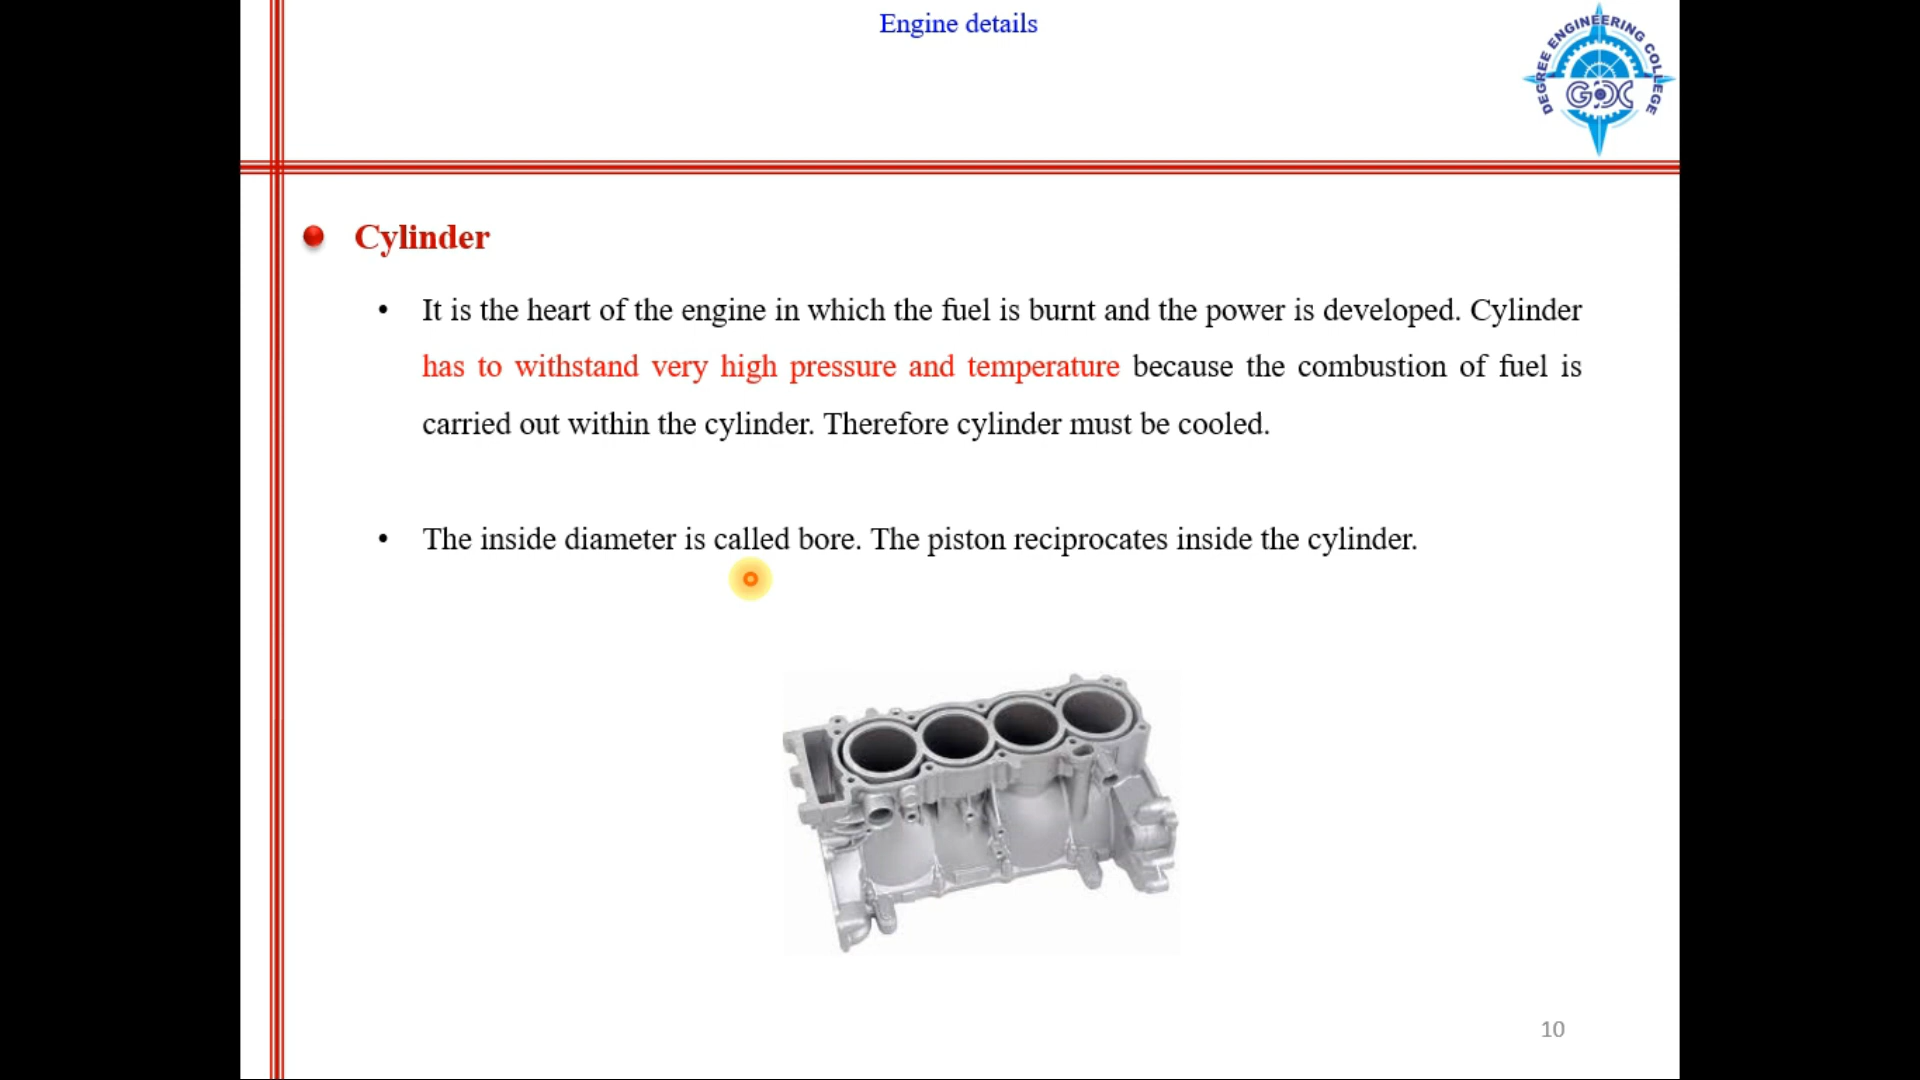 Engine details
DEGREE ENGINEERING COLLEGE
GDC
Cylinder
• It is the heart of the engine in which the fuel is burnt and the power is developed. Cylinder
has to withstand very high pressure and temperature because the combustion of fuel is
carried out within the cylinder. Therefore cylinder must be cooled.
• The inside diameter is called bore. The piston reciprocates inside the cylinder.
10